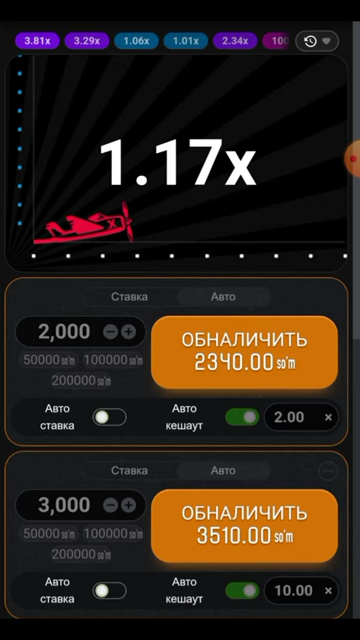 3.81x 3.29x 1.06x 1.01x 2.34x 100
1.17x
Ставка Авто
2,000
50000 so'm 100000 so'm
200000 so'm
ОБНАЛИЧИТЬ
2340.00 so'm
Авто ставка
Авто кешаут
2.00 ×
Ставка Авто
3,000
50000 so'm 100000 so'm
200000 so'm
ОБНАЛИЧИТЬ
3510.00 so'm
Авто ставка
Авто кешаут
10.00 ×